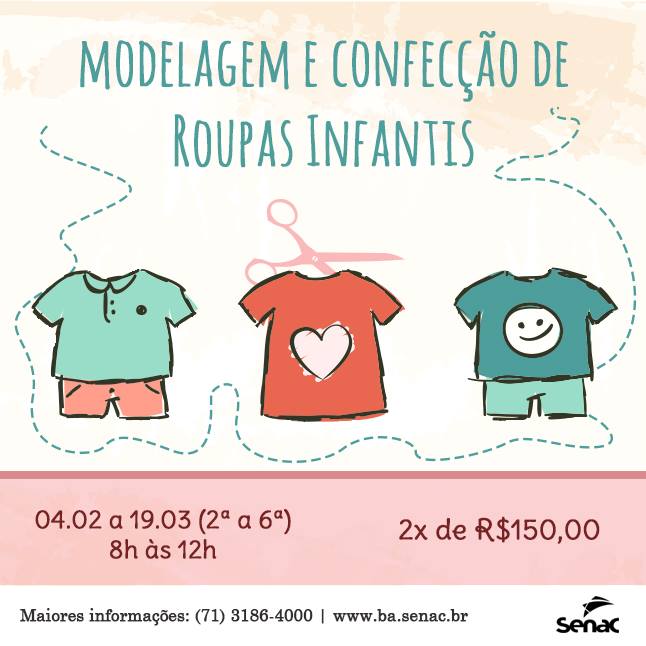 MODELAGEM E CONFECÇÃO DE
ROUPAS INFANTIS
04.02 a 19.03 (2ª a 6ª)
8h às 12h
2x de R$150,00
Maiores informações: (71) 3186-4000 | www.ba.senac.br
Senac